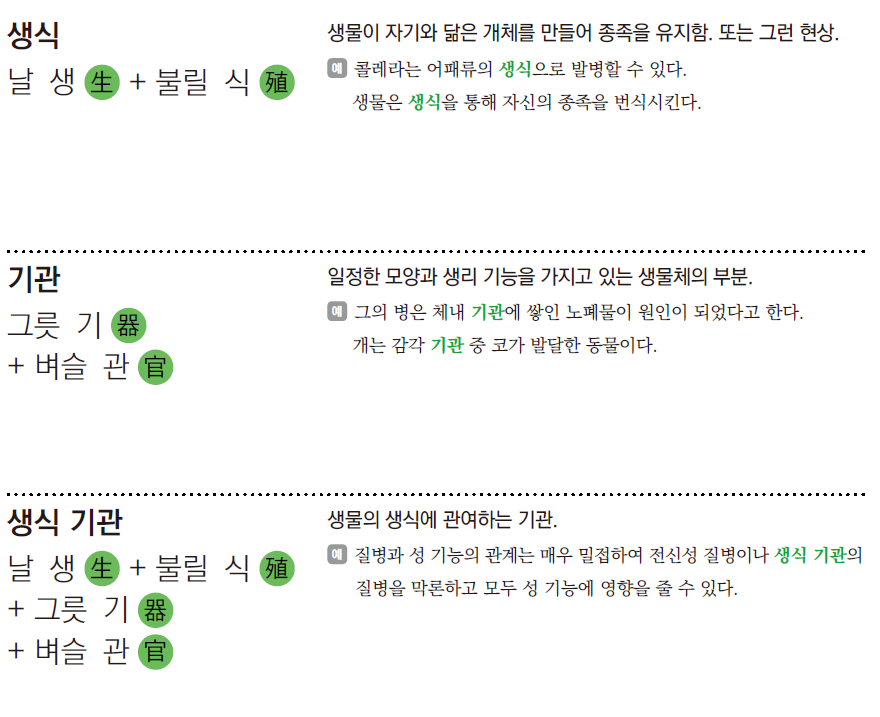 생식
생물이 자기와 닮은 개체를 만들어 종족을 유지함. 또는 그런 현상.
날 생 生 + 불릴 식 殖
예 콜레라는 어패류의 생식으로 발병할 수 있다.
생물은 생식을 통해 자신의 종족을 번식시킨다.
기관
일정한 모양과 생리 기능을 가지고 있는 생물체의 부분.
그릇 기 器
+ 벼슬 관 官
예 그의 병은 체내 기관에 쌓인 노폐물이 원인이 되었다고 한다.
개는 감각 기관 중 코가 발달한 동물이다.
생식 기관
생물의 생식에 관여하는 기관.
날 생 生 + 불릴 식 殖
+ 그릇 기 器
+ 벼슬 관 官
예 질병과 성 기능의 관계는 매우 밀접하여 전신성 질병이나 생식 기관의
질병을 막론하고 모두 성 기능에 영향을 줄 수 있다.